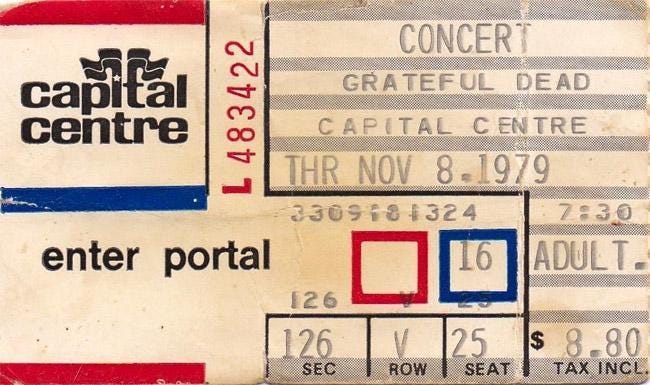 capital
centre
L 483422
CONCERT
GRATEFUL DEAD
CAPITAL CENTRE
THR NOV 8.1979
3309181324 7:30
enter portal 16 ADULT.
126 V 25
126 V 25 $ 8.80
SEC ROW SEAT TAX INCL.